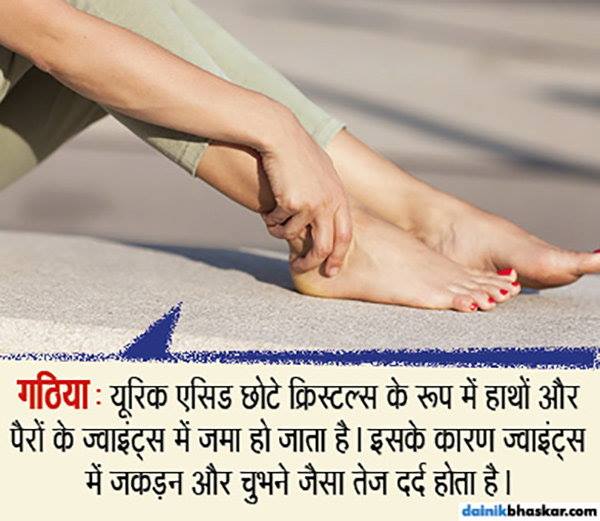 गठिया : यूरिक एसिड छोटे क्रिस्टल्स के रूप में हाथों और
पैरों के ज्वाइंट्स में जमा हो जाता है। इसके कारण ज्वाइंट्स
में जकड़न और चुभने जैसा तेज दर्द होता है।
dainikbhaskar.com